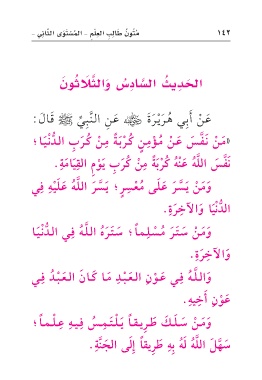 ١٤٢ مُتُونُ طَالِبِ العِلْمِ - المُسْتَوَى الثَّانِي -
الحَدِيثُ السَّادِسُ وَالثَّلَاثُونَ
عَنْ أَبِي هُرَيْرَةَ ﷺ عَنِ النَّبِيِّ ﷺ قَالَ:
«مَنْ نَفَّسَ عَنْ مُؤْمِنٍ كُرْبَةً مِنْ كُرَبِ الدُّنْيَا؛
نَفَّسَ اللَّهُ عَنْهُ كُرْبَةً مِنْ كُرَبِ يَوْمِ القِيَامَةِ.
وَمَنْ يَسَّرَ عَلَى مُعْسِرٍ؛ يَسَّرَ اللَّهُ عَلَيْهِ فِي
الدُّنْيَا وَالآخِرَةِ.
وَمَنْ سَتَرَ مُسْلِماً؛ سَتَرَهُ اللَّهُ فِي الدُّنْيَا
وَالآخِرَةِ.
وَاللَّهُ فِي عَوْنِ العَبْدِ مَا كَانَ العَبْدُ فِي
عَوْنِ أَخِيهِ.
وَمَنْ سَلَكَ طَرِيقاً يَلْتَمِسُ فِيهِ عِلْماً؛
سَهَّلَ اللَّهُ لَهُ بِهِ طَرِيقاً إِلَى الجَنَّةِ.